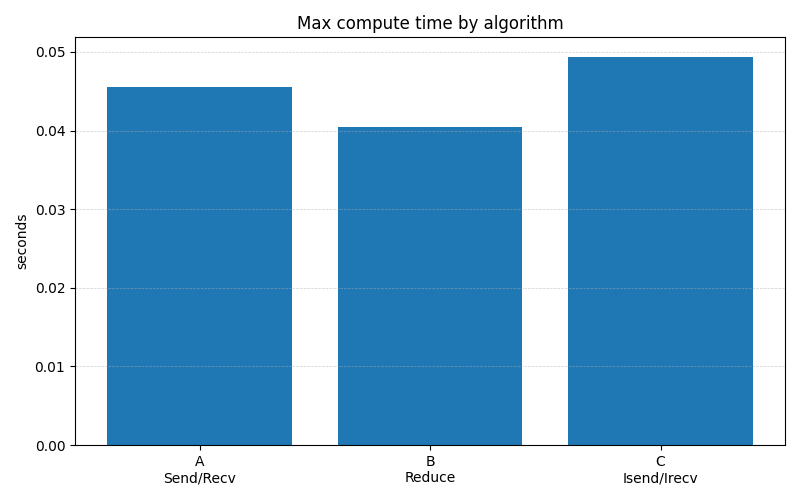 Max compute time by algorithm
0.05
0.04
0.03
0.02
0.01
0.00
seconds
A
Send/Recv
B
Reduce
C
Isend/Irecv